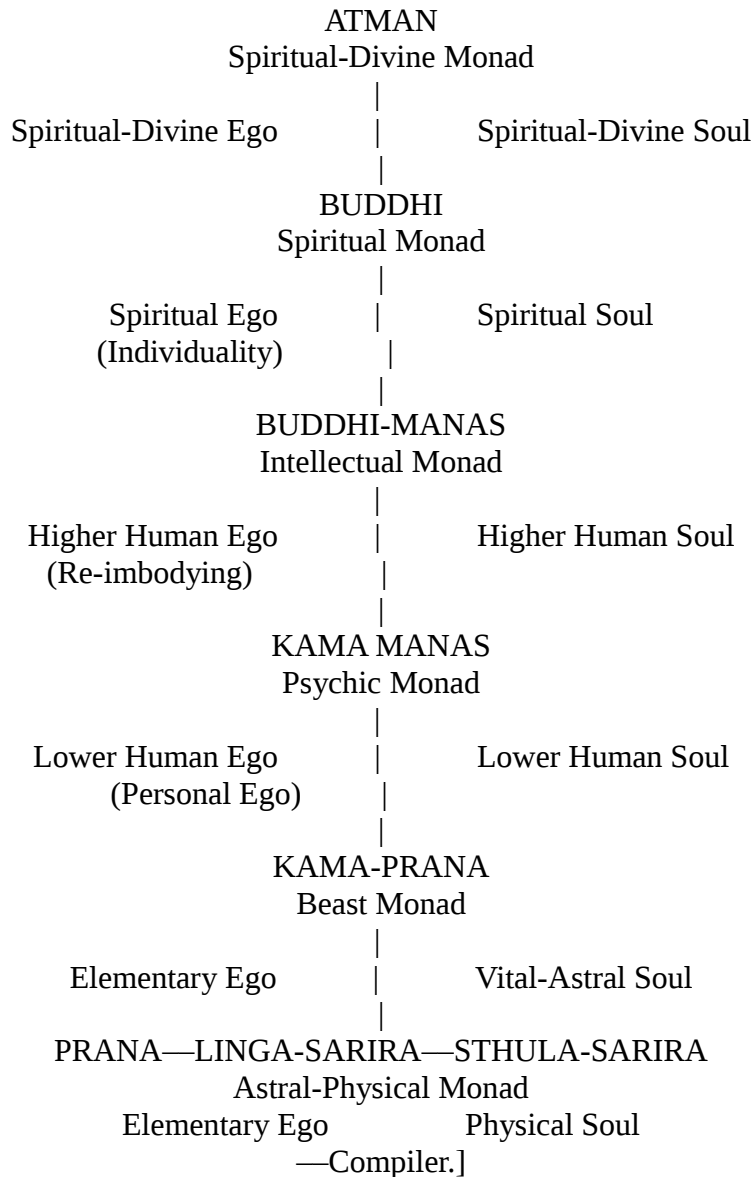 ATMAN
Spiritual-Divine Monad
|
Spiritual-Divine Ego | Spiritual-Divine Soul
|
BUDDHI
Spiritual Monad
|
Spiritual Ego | Spiritual Soul
(Individuality) |
|
BUDDHI-MANAS
Intellectual Monad
|
Higher Human Ego | Higher Human Soul
(Re-imbodying) |
|
KAMA MANAS
Psychic Monad
|
Lower Human Ego | Lower Human Soul
(Personal Ego) |
|
KAMA-PRANA
Beast Monad
|
Elementary Ego | Vital-Astral Soul
|
PRANA—LINGA-SARIRA—STHULA-SARIRA
Astral-Physical Monad
Elementary Ego Physical Soul
—Compiler.]